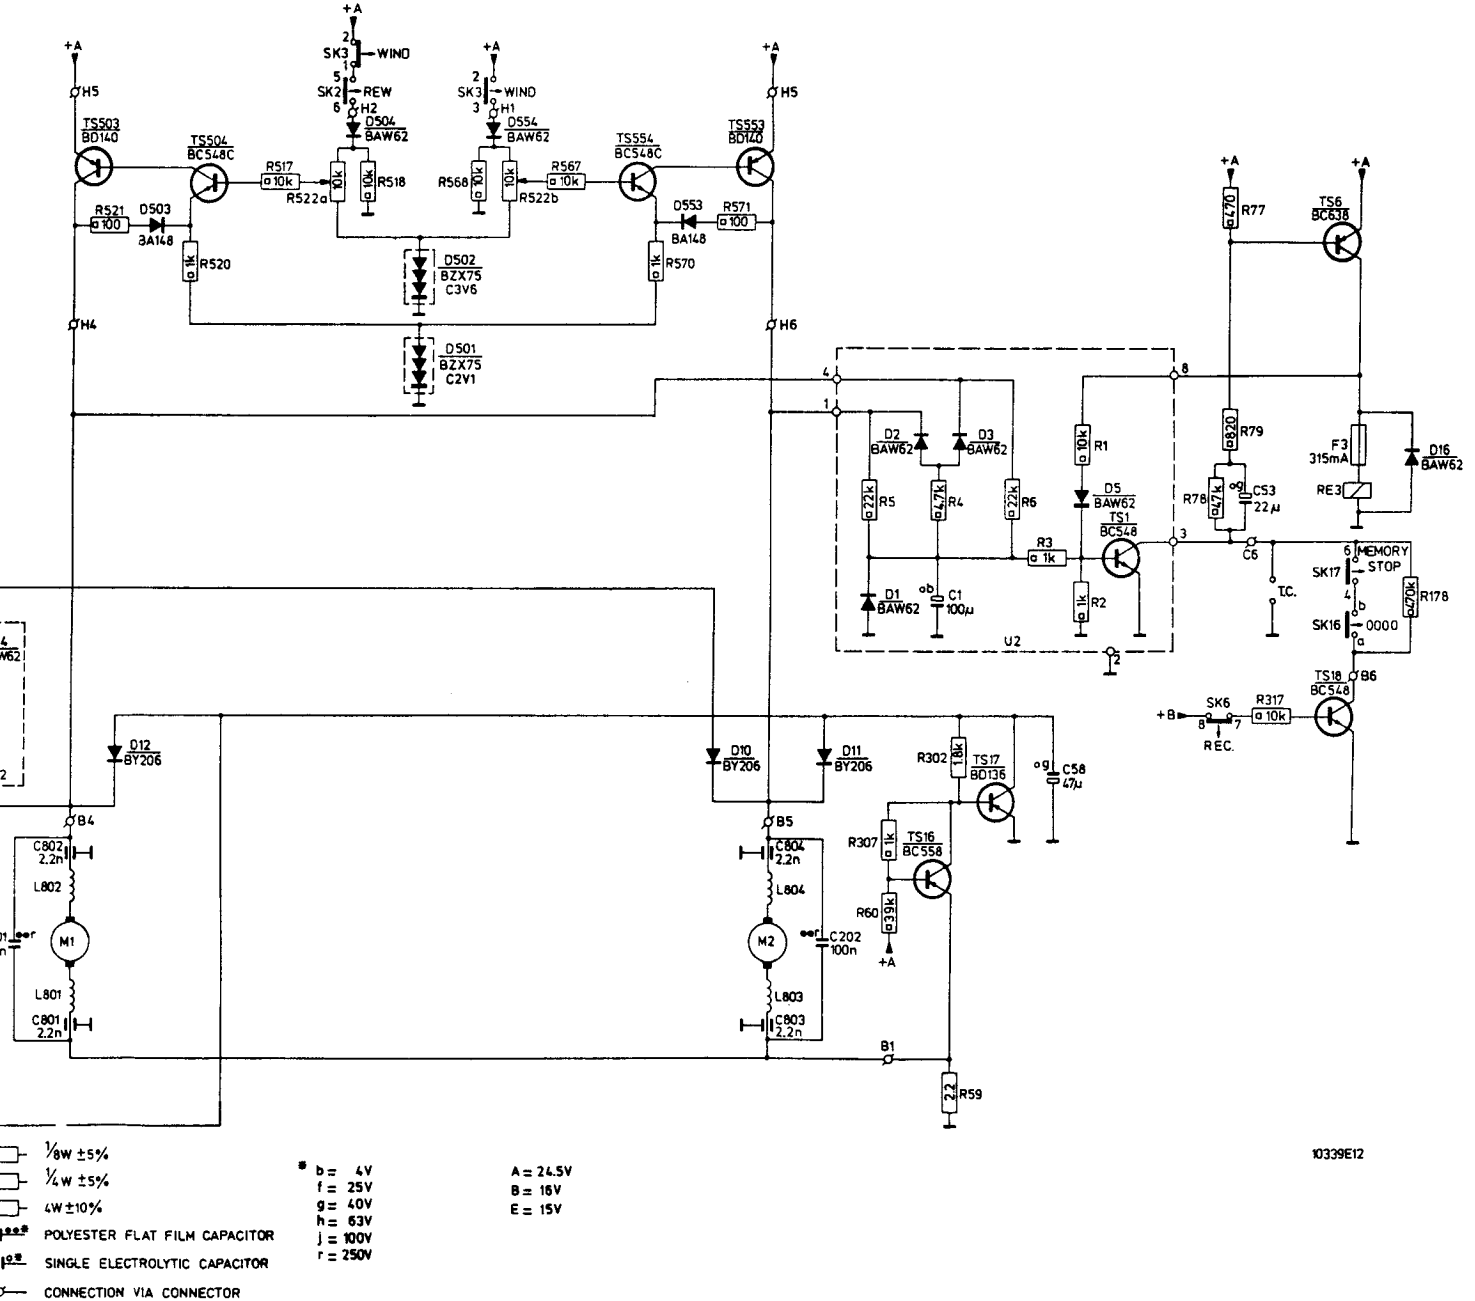 +A
+A
+A
+A
2
SK3 WIND
1
5
SK2 REW
6 H2
2
SK3 WIND
3 H1
H5
H5
TS503
BD140
TS504
BC548C
D504
BAW62
D554
BAW62
TS554
BC548C
TS553
BD140
R517
10k
10k
R522a
10k
R518
R568
10k
10k
R522b
R567
10k
R521
100
D503
BA148
1k
R520
D553
BA148
R571
100
1k
R570
D502
BZX75
C3V6
D501
BZX75
C2V1
H4
H6
+A
+A
470
R77
TS6
BC638
4
1
8
D2
BAW62
D3
BAW62
10k
R1
820
R79
F3
315mA
D16
BAW62
22k
R5
4.7k
R4
22k
R6
D5
BAW62
TS1
BC548
R78
47k
g C53
22µ
RE3
R3
1k
3
C6
6 MEMORY
STOP
SK17
4
T.C.
470k
R178
b
SK16 0000
a
D1
BAW62
b C1
100µ
1k
R2
U2
2
4
W62
2
TS18
BC548
B6
+B
SK6
8 7
REC.
R317
10k
D12
BY206
D10
BY206
D11
BY206
R302
1.8k
TS17
BD136
g C58
47µ
B4
B5
C802
2.2n
L802
C804
2.2n
L804
R307
1k
TS16
BC558
R60
39k
+A
01
n
r
M1
M2
r
C202
100n
L801
C801
2.2n
L803
C803
2.2n
B1
2.2
R59
1/8W ±5%
1/4W ±5%
4W ±10%
POLYESTER FLAT FILM CAPACITOR
SINGLE ELECTROLYTIC CAPACITOR
CONNECTION VIA CONNECTOR
* b = 4V
f = 25V
g = 40V
h = 63V
j = 100V
r = 250V
A = 24.5V
B = 16V
E = 15V
10339E12